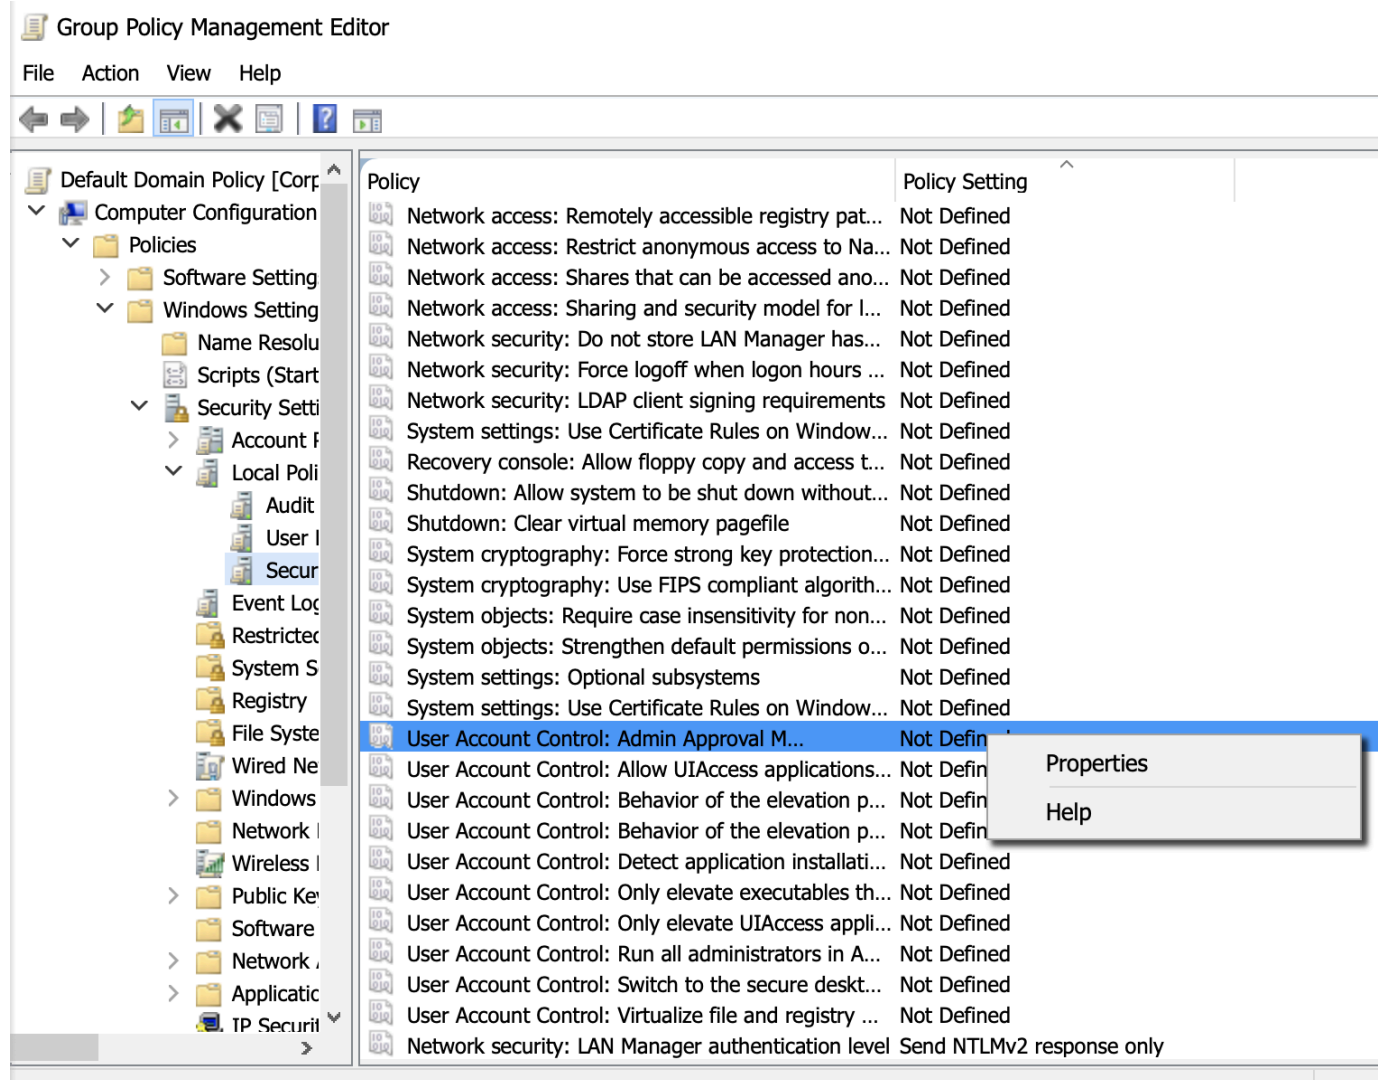 Group Policy Management Editor
File Action View Help
Default Domain Policy [Corp
Computer Configuration
Policies
Software Setting
Windows Setting
Name Resolu
Scripts (Start
Security Setti
Account P
Local Poli
Audit
User I
Secur
Event Log
Restricted
System S
Registry
File Syste
Wired Ne
Windows
Network
Wireless
Public Key
Software
Network A
Applicatic
IP Securit
Policy Policy Setting
Network access: Remotely accessible registry pat... Not Defined
Network access: Restrict anonymous access to Na... Not Defined
Network access: Shares that can be accessed ano... Not Defined
Network access: Sharing and security model for l... Not Defined
Network security: Do not store LAN Manager has... Not Defined
Network security: Force logoff when logon hours ... Not Defined
Network security: LDAP client signing requirements Not Defined
System settings: Use Certificate Rules on Window... Not Defined
Recovery console: Allow floppy copy and access t... Not Defined
Shutdown: Allow system to be shut down without... Not Defined
Shutdown: Clear virtual memory pagefile Not Defined
System cryptography: Force strong key protection... Not Defined
System cryptography: Use FIPS compliant algorith... Not Defined
System objects: Require case insensitivity for non... Not Defined
System objects: Strengthen default permissions o... Not Defined
System settings: Optional subsystems Not Defined
System settings: Use Certificate Rules on Window... Not Defined
User Account Control: Admin Approval M... Not Defin
User Account Control: Allow UIAccess applications... Not Defin
User Account Control: Behavior of the elevation p... Not Defin
User Account Control: Behavior of the elevation p... Not Defin
User Account Control: Detect application installati... Not Defined
User Account Control: Only elevate executables th... Not Defined
User Account Control: Only elevate UIAccess appli... Not Defined
User Account Control: Run all administrators in A... Not Defined
User Account Control: Switch to the secure deskt... Not Defined
User Account Control: Virtualize file and registry ... Not Defined
Network security: LAN Manager authentication level Send NTLMv2 response only
Properties
Help